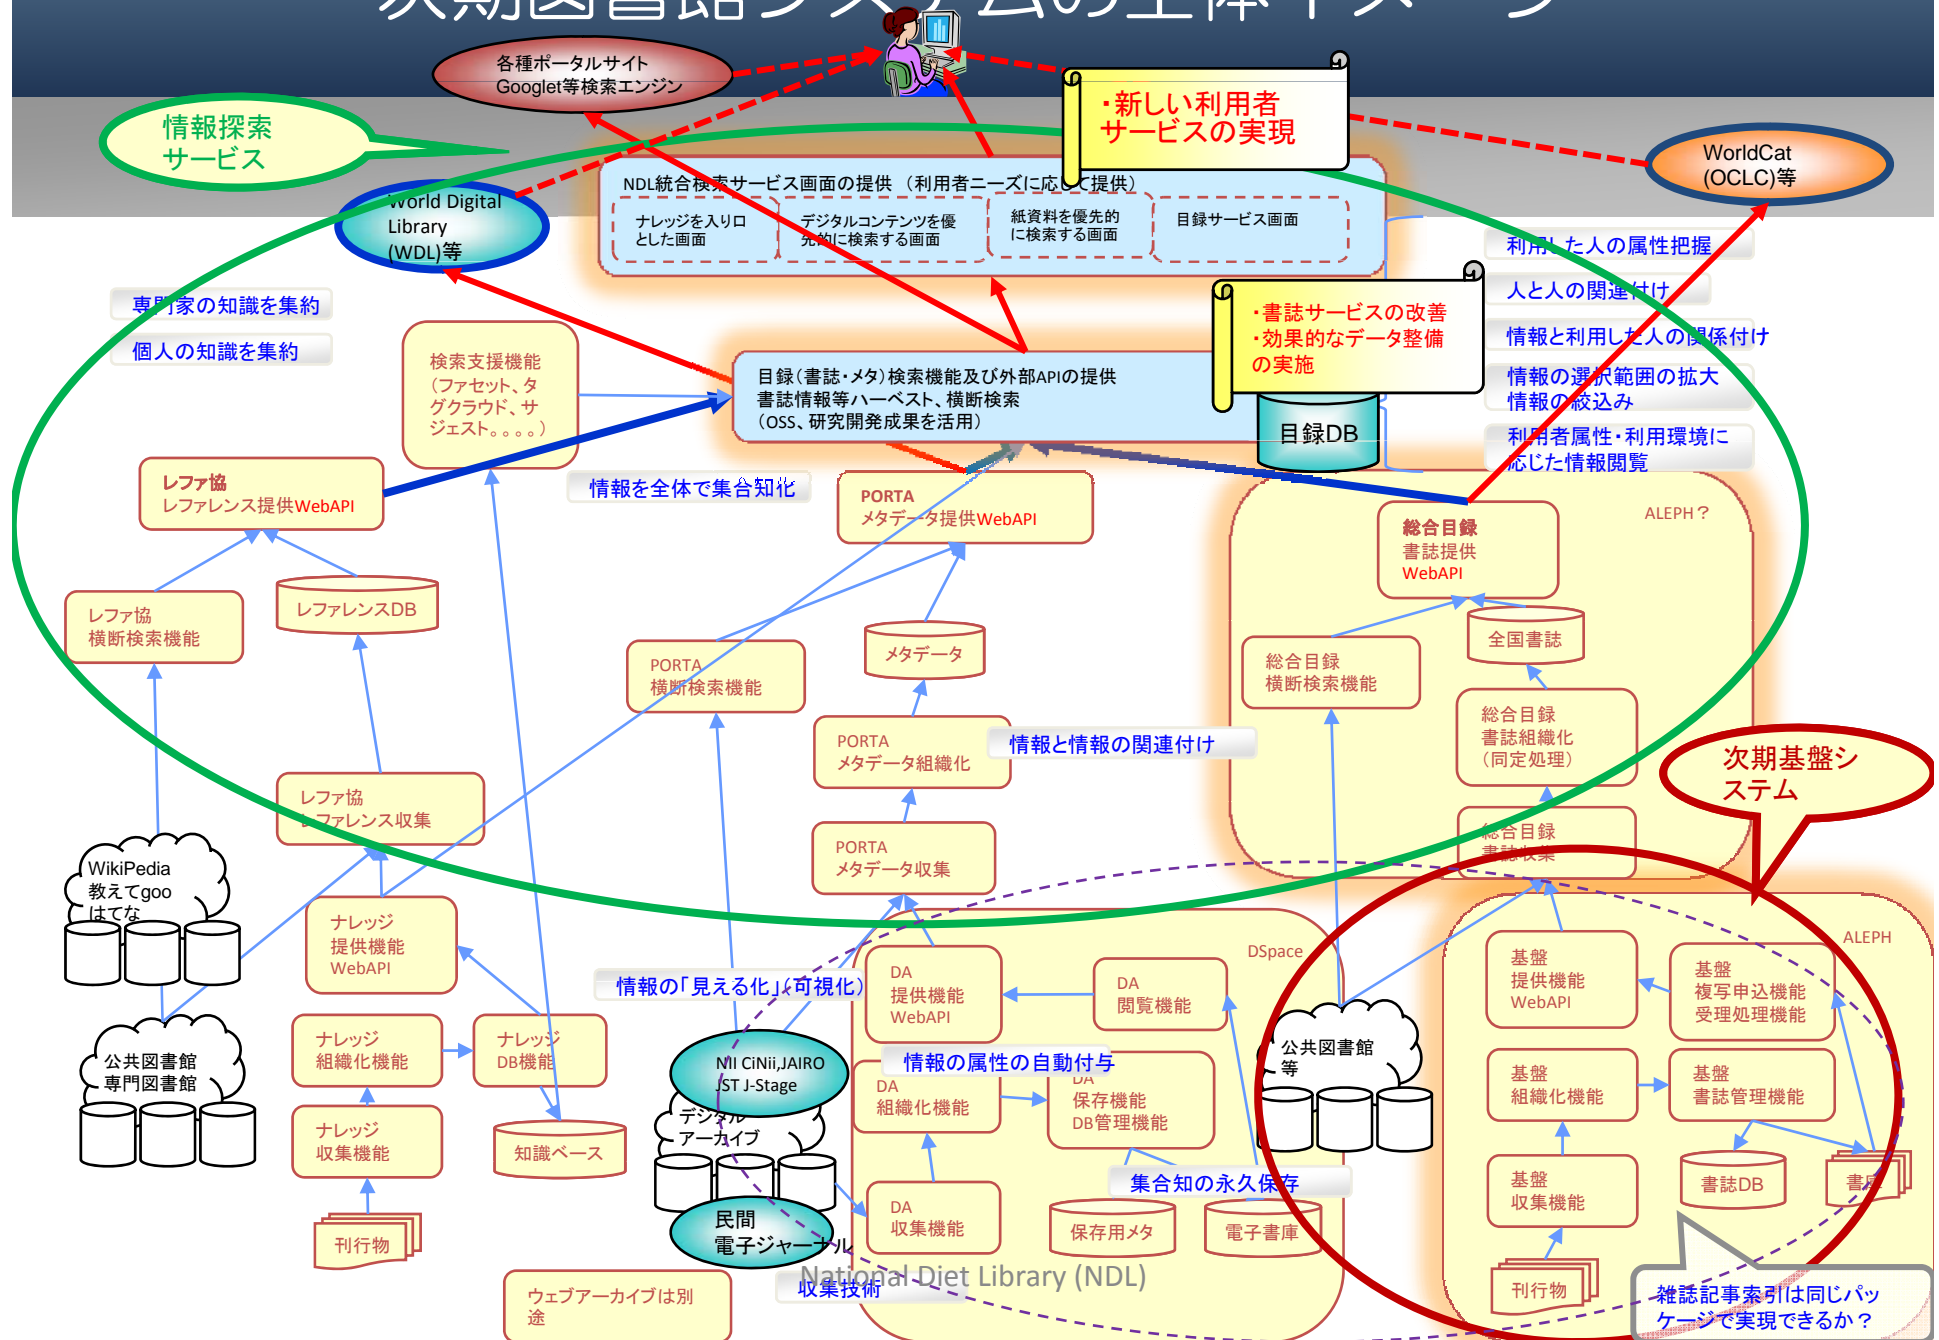 次期図書館システムの全体イメージ
各種ポータルサイト
Googlet等検索エンジン
・新しい利用者
サービスの実現
情報探索
サービス
WorldCat
(OCLC)等
World Digital
Library
(WDL)等
NDL統合検索サービス画面の提供 （利用者ニーズに応じて提供）
ナレッジを入り口
とした画面
デジタルコンテンツを優
先的に検索する画面
紙資料を優先的
に検索する画面
目録サービス画面
利用した人の属性把握
人と人の関連付け
情報と利用した人の関係付け
情報の選択範囲の拡大
情報の絞込み
利用者属性・利用環境に
応じた情報閲覧
専門家の知識を集約
個人の知識を集約
検索支援機能
（ファセット、タ
グクラウド、サ
ジェスト。。。。）
目録（書誌・メタ）検索機能及び外部APIの提供
書誌情報等ハーベスト、横断検索
（OSS、研究開発成果を活用）
・書誌サービスの改善
・効果的なデータ整備
の実施
目録DB
レファ協
レファレンス提供WebAPI
情報を全体で集合知化
PORTA
メタデータ提供WebAPI
総合目録
書誌提供
WebAPI
ALEPH？
レファ協
横断検索機能
レファレンスDB
PORTA
横断検索機能
メタデータ
総合目録
横断検索機能
全国書誌
PORTA
メタデータ組織化
情報と情報の関連付け
総合目録
書誌組織化
（同定処理）
次期基盤シ
ステム
レファ協
レファレンス収集
PORTA
メタデータ収集
総合目録
書誌収集
WikiPedia
教えてgoo
はてな
ナレッジ
提供機能
WebAPI
情報の「見える化」（可視化）
DA
提供機能
WebAPI
DA
閲覧機能
DSpace
ALEPH
基盤
提供機能
WebAPI
基盤
複写申込機能
受理処理機能
公共図書館
専門図書館
ナレッジ
組織化機能
ナレッジ
DB機能
NII CiNii,JAIRO
JST J-Stage
情報の属性の自動付与
DA
組織化機能
DA
保存機能
DB管理機能
公共図書館
等
基盤
組織化機能
基盤
書誌管理機能
デジタル
アーカイブ
ナレッジ
収集機能
知識ベース
集合知の永久保存
基盤
収集機能
書誌DB
書庫
民間
電子ジャーナル
DA
収集機能
保存用メタ
電子書庫
刊行物
刊行物
National Diet Library (NDL)
収集技術
ウェブアーカイブは別
途
雑誌記事索引は同じパッ
ケージで実現できるか？